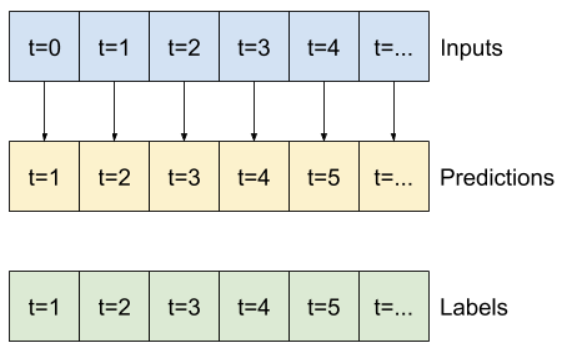 t=0 t=1 t=2 t=3 t=4 t=... Inputs
t=1 t=2 t=3 t=4 t=5 t=... Predictions
t=1 t=2 t=3 t=4 t=5 t=... Labels